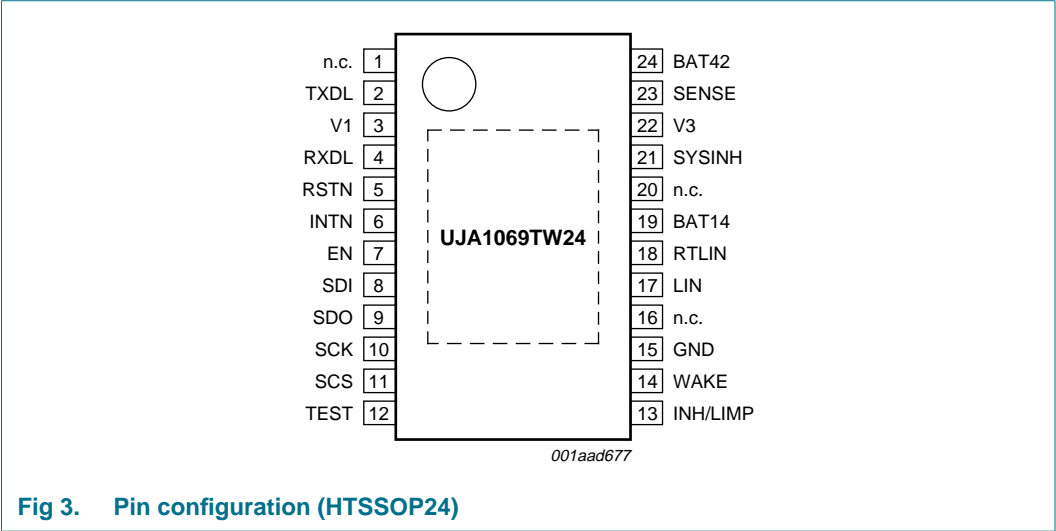 n.c. 1 24 BAT42
TXDL 2 23 SENSE
V1 3 22 V3
RXDL 4 21 SYSINH
RSTN 5 20 n.c.
INTN 6 19 BAT14
UJA1069TW24
EN 7 18 RTLIN
SDI 8 17 LIN
SDO 9 16 n.c.
SCK 10 15 GND
SCS 11 14 WAKE
TEST 12 13 INH/LIMP
001aad677
Fig 3. Pin configuration (HTSSOP24)